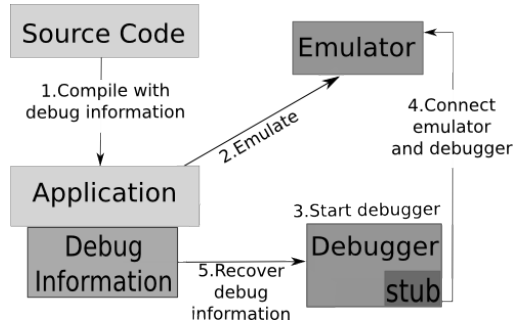 Source Code
1.Compile with
debug information
Application
Debug
Information
2.Emulate
Emulator
4.Connect
emulator
and debugger
3.Start debugger
Debugger
stub
5.Recover
debug
information